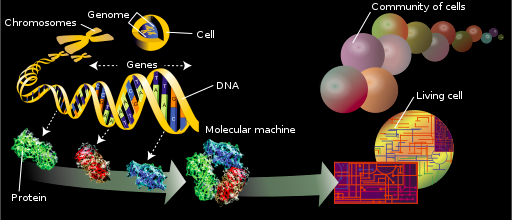 Genome
Chromosomes
Cell
Genes
DNA
Protein
Molecular machine
Community of cells
Living cell